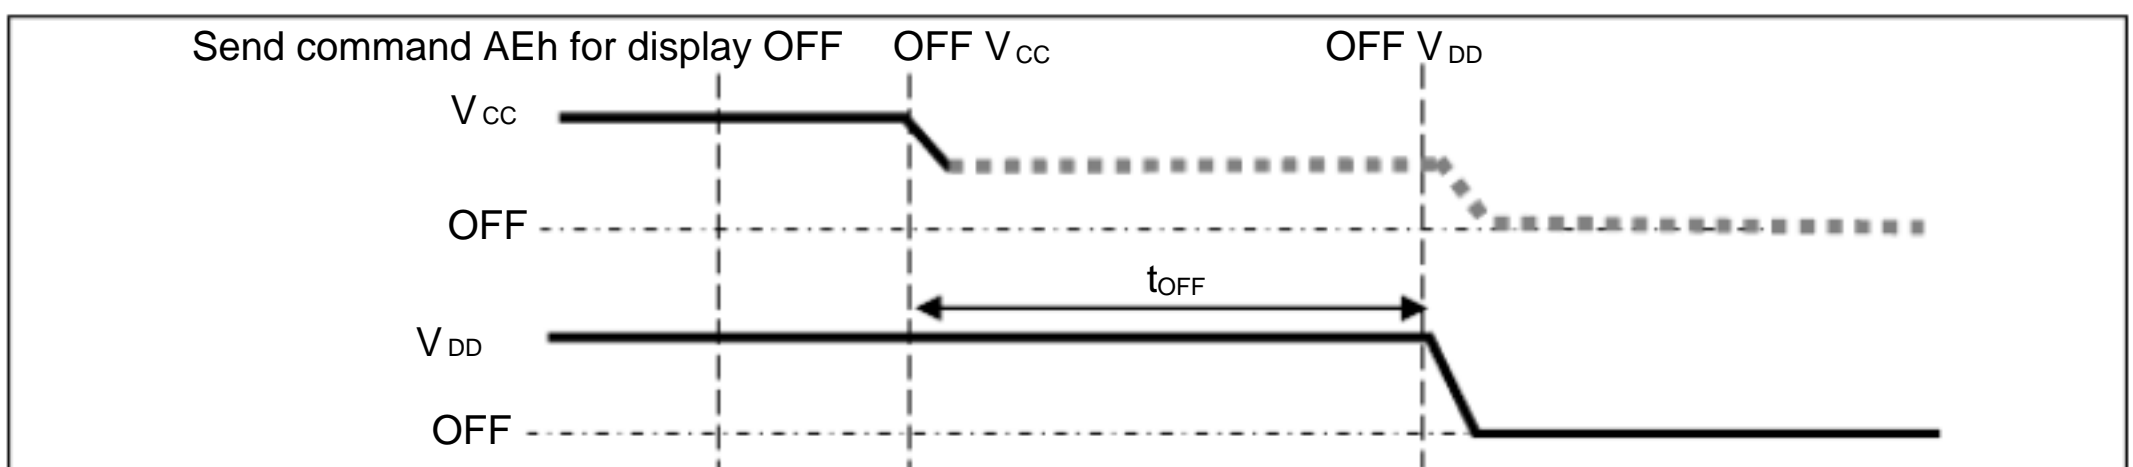 Send command AEh for display OFF OFF VCC OFF VDD
VCC
OFF
tOFF
VDD
OFF